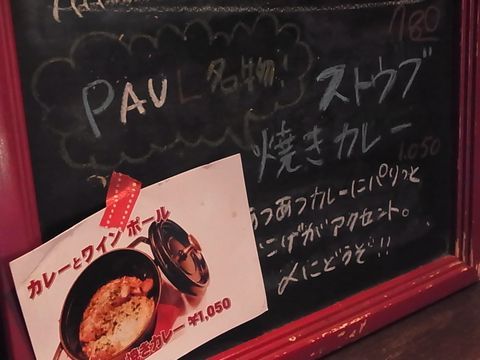 780
PAUL名物!
ストウブ
焼きカレー
1,050
あつあつカレーにパリっと
こげがアクセント。
〆にどうぞ!!
カレーとワイン ポール
焼きカレー ¥1,050